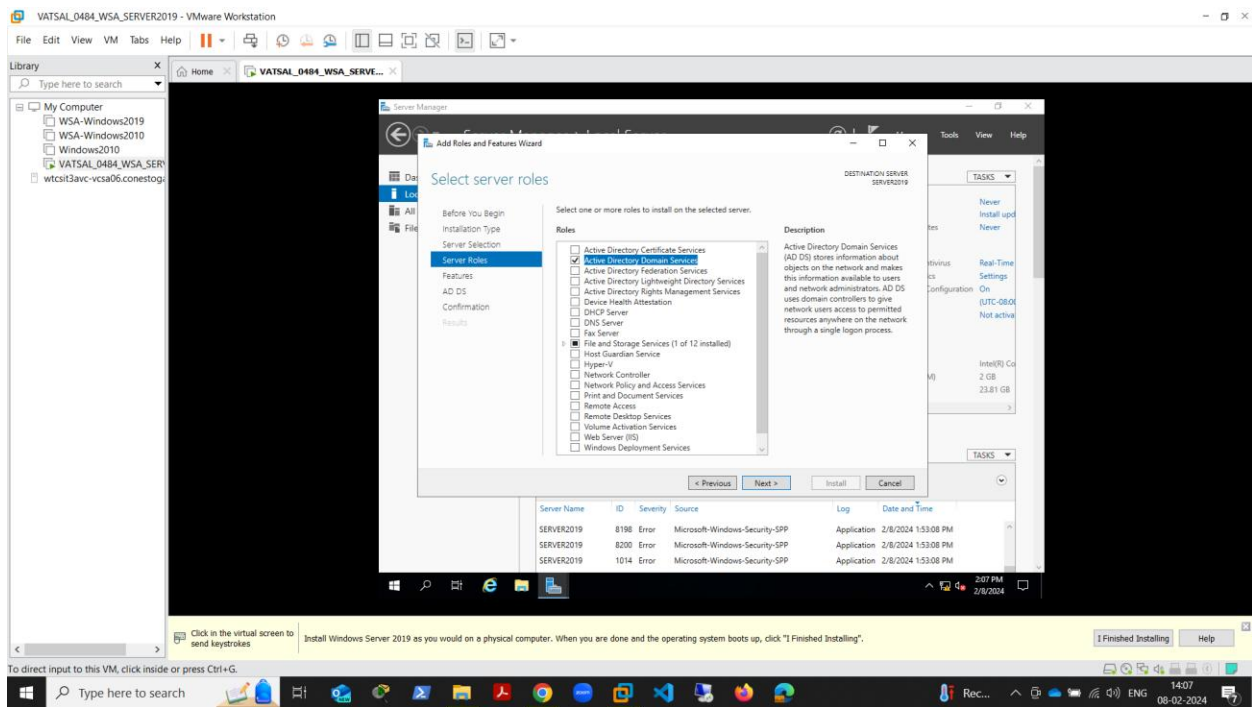 VATSAL_0484_WSA_SERVER2019 - VMware Workstation
File Edit View VM Tabs Help
Library
Type here to search
My Computer
WSA-Windows2019
WSA-Windows2010
Windows2010
VATSAL_0484_WSA_SER
wtcsit3avc-vcsa06.conestoga
Home
VATSAL_0484_WSA_SERVE...
Server Manager
Tools View Help
Add Roles and Features Wizard
Select server roles
DESTINATION SERVER
SERVER2019
Before You Begin
Installation Type
Server Selection
Server Roles
Features
AD DS
Confirmation
Results
Select one or more roles to install on the selected server.
Roles
Active Directory Certificate Services
Active Directory Domain Services
Active Directory Federation Services
Active Directory Lightweight Directory Services
Active Directory Rights Management Services
Device Health Attestation
DHCP Server
DNS Server
Fax Server
File and Storage Services (1 of 12 installed)
Host Guardian Service
Hyper-V
Network Controller
Network Policy and Access Services
Print and Document Services
Remote Access
Remote Desktop Services
Volume Activation Services
Web Server (IIS)
Windows Deployment Services
Description
Active Directory Domain Services
(AD DS) stores information about
objects on the network and makes
this information available to users
and network administrators. AD DS
uses domain controllers to give
network users access to permitted
resources anywhere on the network
through a single logon process.
< Previous Next > Install Cancel
TASKS
Never
Install upd
Never
Real-Time
Settings
Configuration On
(UTC-08:00
Not activa
Intel(R) Co
2 GB
23.81 GB
TASKS
Server Name ID Severity Source Log Date and Time
SERVER2019 8198 Error Microsoft-Windows-Security-SPP Application 2/8/2024 1:53:08 PM
SERVER2019 8200 Error Microsoft-Windows-Security-SPP Application 2/8/2024 1:53:08 PM
SERVER2019 1014 Error Microsoft-Windows-Security-SPP Application 2/8/2024 1:53:08 PM
2:07 PM
2/8/2024
Click in the virtual screen to
send keystrokes
Install Windows Server 2019 as you would on a physical computer. When you are done and the operating system boots up, click "I Finished Installing".
I Finished Installing Help
To direct input to this VM, click inside or press Ctrl+G.
Type here to sear
Rec...
ENG
14:07
08-02-2024